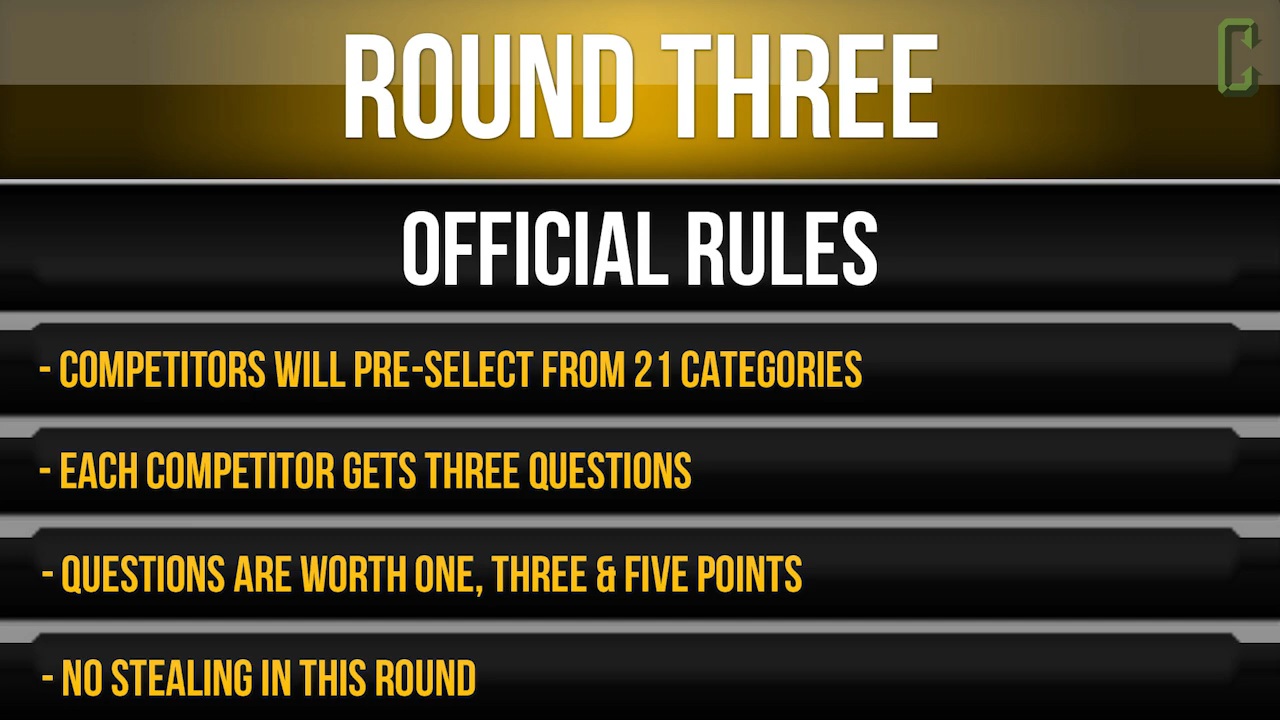 ROUND THREE
OFFICIAL RULES
- COMPETITORS WILL PRE-SELECT FROM 21 CATEGORIES
- EACH COMPETITOR GETS THREE QUESTIONS
- QUESTIONS ARE WORTH ONE, THREE & FIVE POINTS
- NO STEALING IN THIS ROUND